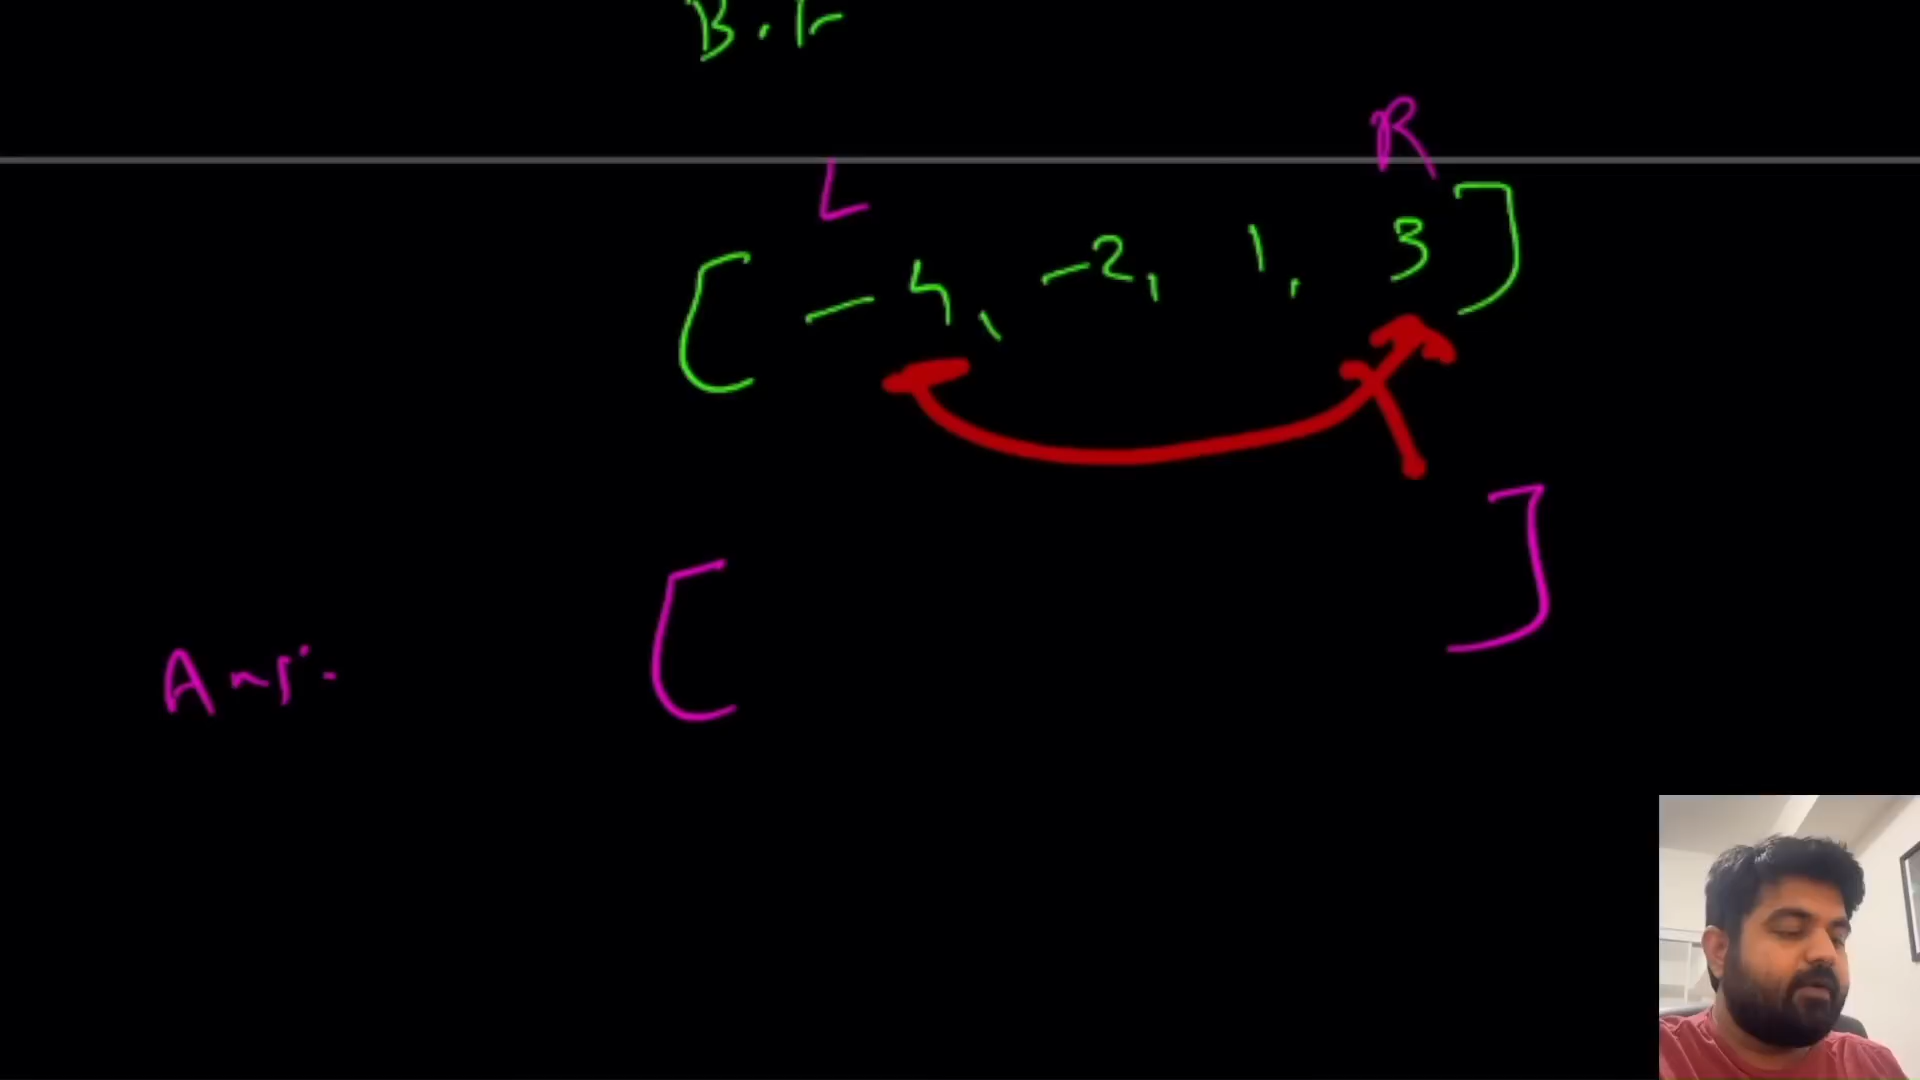 B.F
L R
[-4, -2, 1, 3]
Ans: [ ]